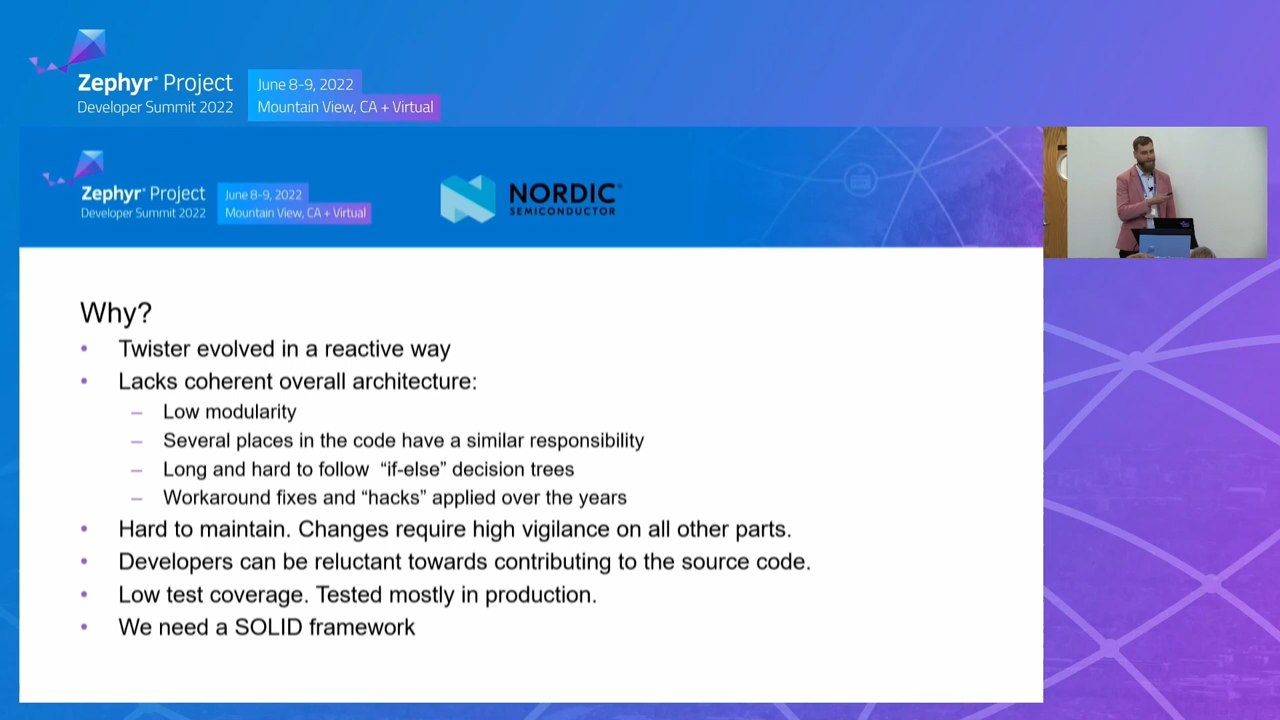 Zephyr® Project
Developer Summit 2022
June 8-9, 2022
Mountain View, CA + Virtual
Zephyr® Project
Developer Summit 2022
June 8-9, 2022
Mountain View, CA + Virtual
NORDIC®
SEMICONDUCTOR
Why?
• Twister evolved in a reactive way
• Lacks coherent overall architecture:
– Low modularity
– Several places in the code have a similar responsibility
– Long and hard to follow “if-else” decision trees
– Workaround fixes and “hacks” applied over the years
• Hard to maintain. Changes require high vigilance on all other parts.
• Developers can be reluctant towards contributing to the source code.
• Low test coverage. Tested mostly in production.
• We need a SOLID framework